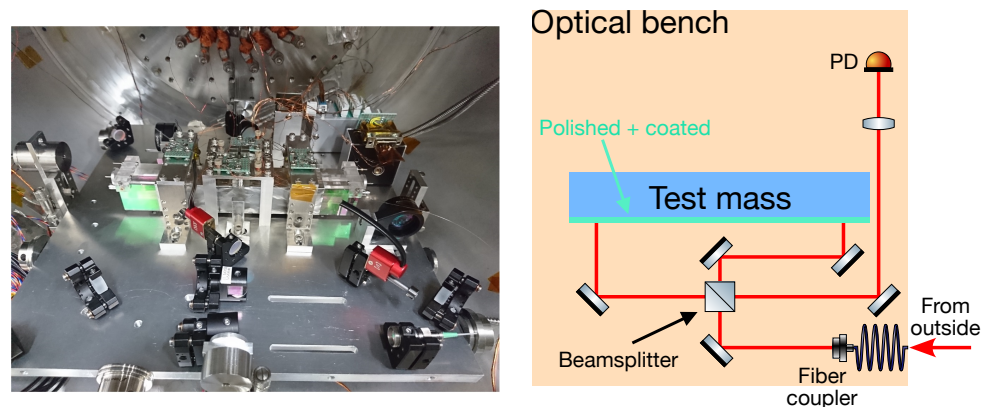 Optical bench
PD
Polished + coated
Test mass
From
outside
Beamsplitter
Fiber
coupler